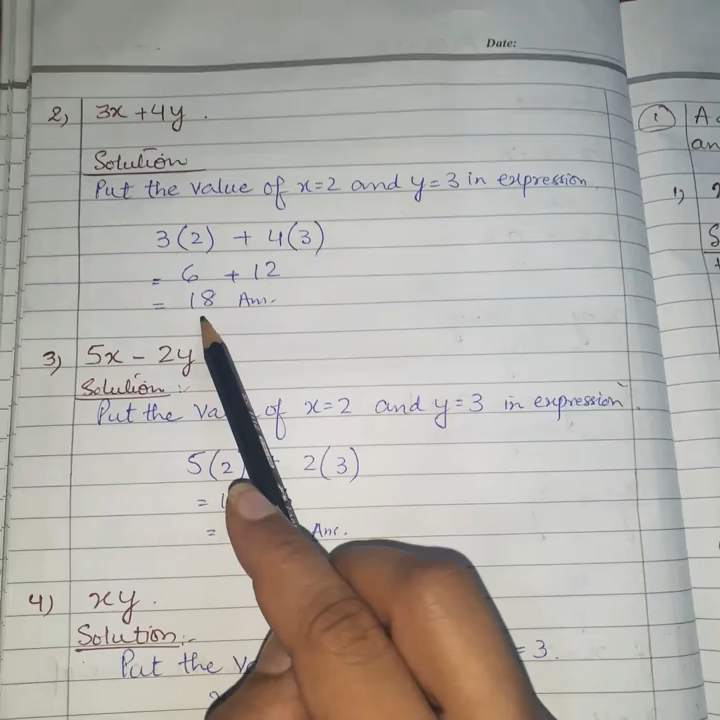 Date:
2) 3x + 4y.
Solution
Put the value of x=2 and y=3 in expression.
3(2) + 4(3)
= 6 + 12
= 18 Ans.
3) 5x - 2y
Solution :-
Put the of x=2 and y=3 in expression.
5(2) 2(3)
=
= Ans.
4) xy.
Solution:-
Put the = 3.
(i) A
an
1)